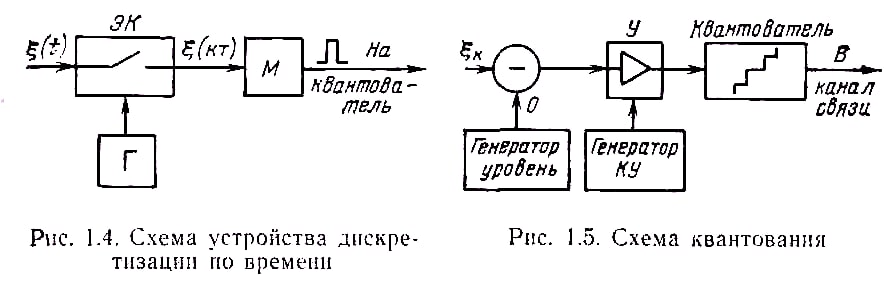 ЭК
ξ(t)
ξ(кт)
М
На
квантова-
тель
Г
Рис. 1.4. Схема устройства дискре-
тизации по времени
ξк
−
О
Генератор
уровень
У
Генератор
КУ
Квантователь
В
канал
связи
Рис. 1.5. Схема квантования